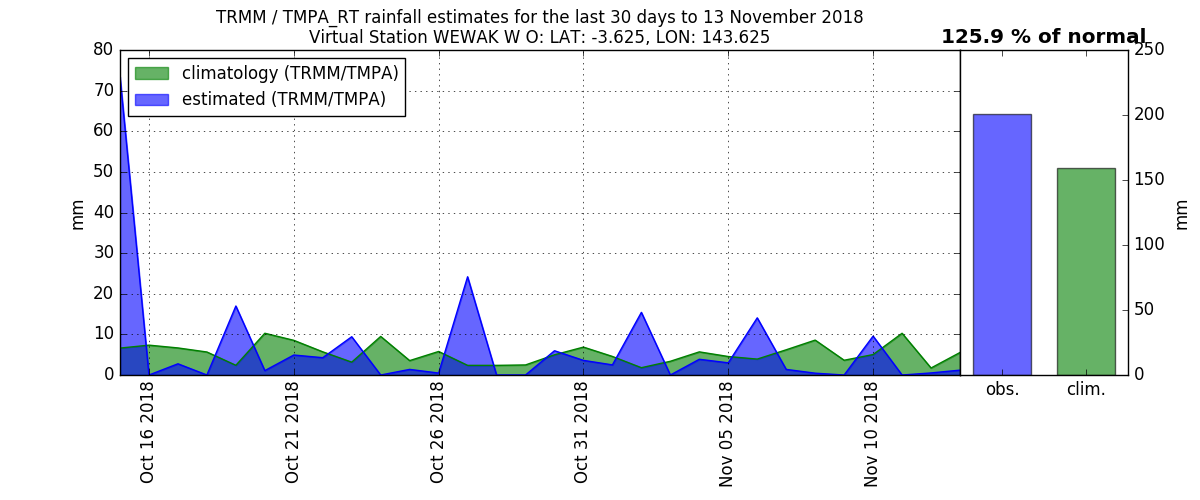 TRMM / TMPA_RT rainfall estimates for the last 30 days to 13 November 2018
Virtual Station WEWAK W O: LAT: -3.625, LON: 143.625
125.9 % of normal
climatology (TRMM/TMPA)
estimated (TRMM/TMPA)
80
70
60
50
40
30
20
10
0
mm
Oct 16 2018
Oct 21 2018
Oct 26 2018
Oct 31 2018
Nov 05 2018
Nov 10 2018
obs.
clim.
250
200
150
100
50
0
mm